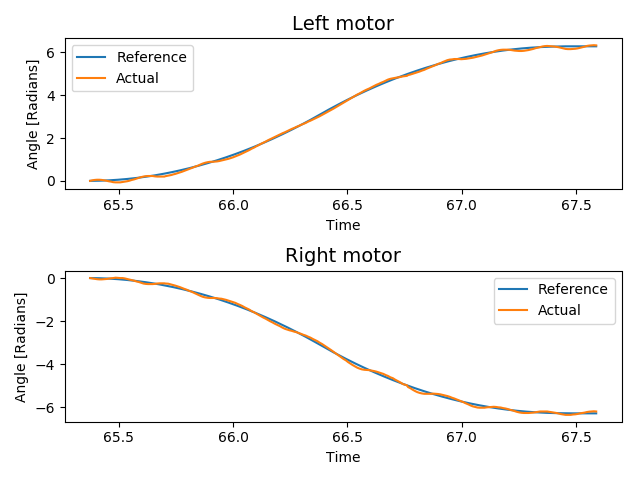 Left motor
Reference
Actual
Angle [Radians]
6
4
2
0
65.5 66.0 66.5 67.0 67.5
Time
Right motor
Reference
Actual
Angle [Radians]
0
−2
−4
−6
65.5 66.0 66.5 67.0 67.5
Time